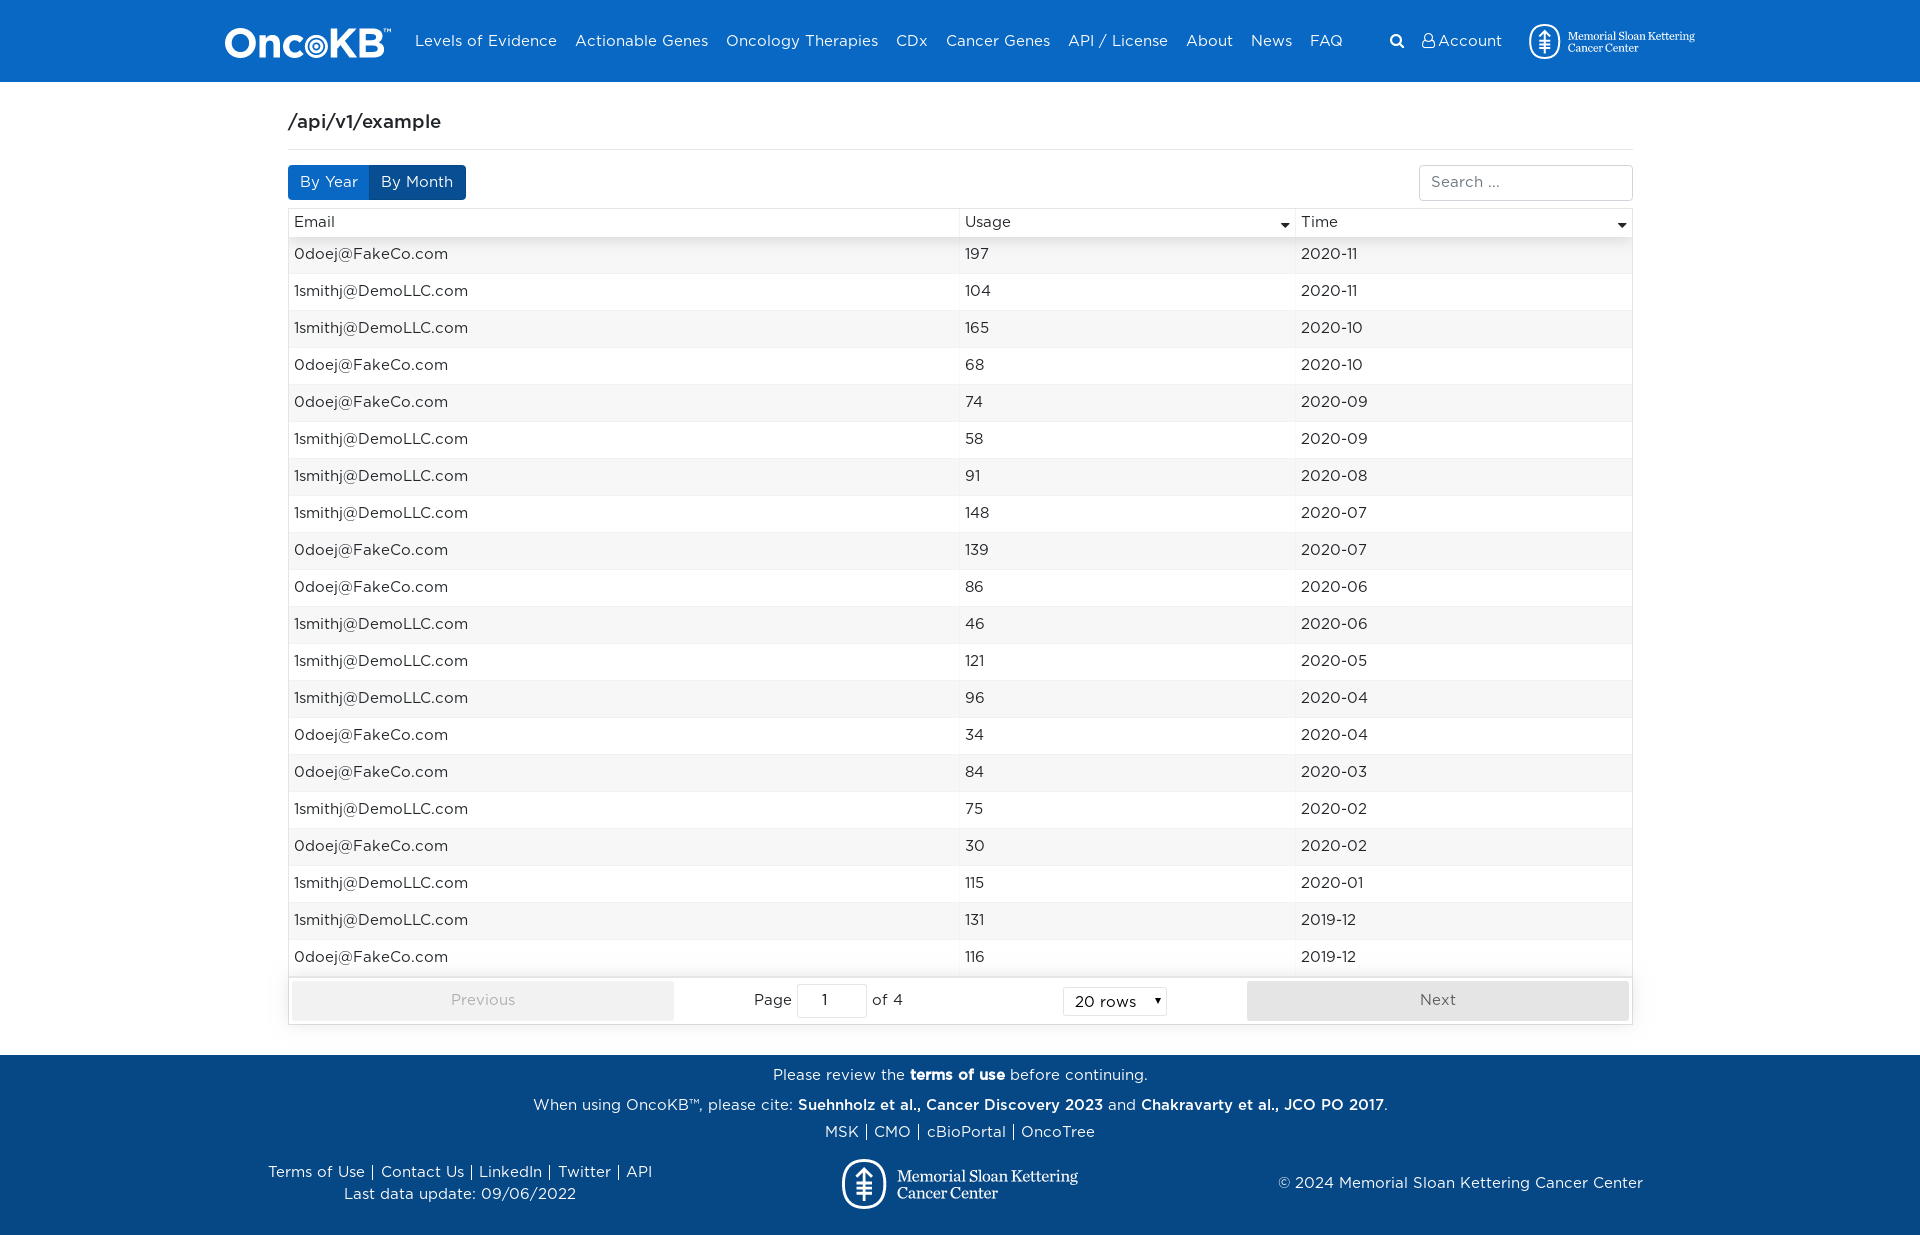 OncoKB™ Levels of Evidence Actionable Genes Oncology Therapies CDx Cancer Genes API / License About News FAQ Account Memorial Sloan Kettering
Cancer Center
/api/v1/example
By Year By Month Search ...
Email Usage Time
0doej@FakeCo.com 197 2020-11
1smithj@DemoLLC.com 104 2020-11
1smithj@DemoLLC.com 165 2020-10
0doej@FakeCo.com 68 2020-10
0doej@FakeCo.com 74 2020-09
1smithj@DemoLLC.com 58 2020-09
1smithj@DemoLLC.com 91 2020-08
1smithj@DemoLLC.com 148 2020-07
0doej@FakeCo.com 139 2020-07
0doej@FakeCo.com 86 2020-06
1smithj@DemoLLC.com 46 2020-06
1smithj@DemoLLC.com 121 2020-05
1smithj@DemoLLC.com 96 2020-04
0doej@FakeCo.com 34 2020-04
0doej@FakeCo.com 84 2020-03
1smithj@DemoLLC.com 75 2020-02
0doej@FakeCo.com 30 2020-02
1smithj@DemoLLC.com 115 2020-01
1smithj@DemoLLC.com 131 2019-12
0doej@FakeCo.com 116 2019-12
Previous Page 1 of 4 20 rows Next
Please review the terms of use before continuing.
When using OncoKB™, please cite: Suehnholz et al., Cancer Discovery 2023 and Chakravarty et al., JCO PO 2017.
MSK | CMO | cBioPortal | OncoTree
Terms of Use | Contact Us | LinkedIn | Twitter | API
Last data update: 09/06/2022
Memorial Sloan Kettering
Cancer Center
© 2024 Memorial Sloan Kettering Cancer Center